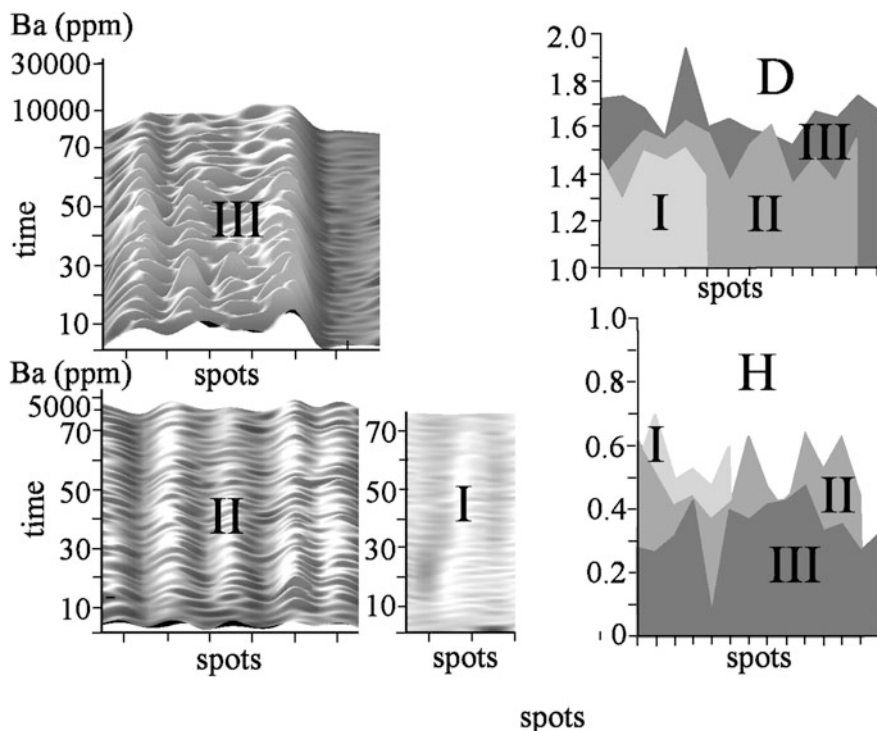 Ba (ppm)
30000
10000
70
50
30
10
time
III
spots
Ba (ppm)
5000
70
50
30
10
time
II
spots
70
50
30
10
I
spots
2.0
1.8
1.6
1.4
1.2
1.0
D
III
I
II
spots
1.0
0.8
0.6
0.4
0.2
0
H
I
II
III
spots
spots